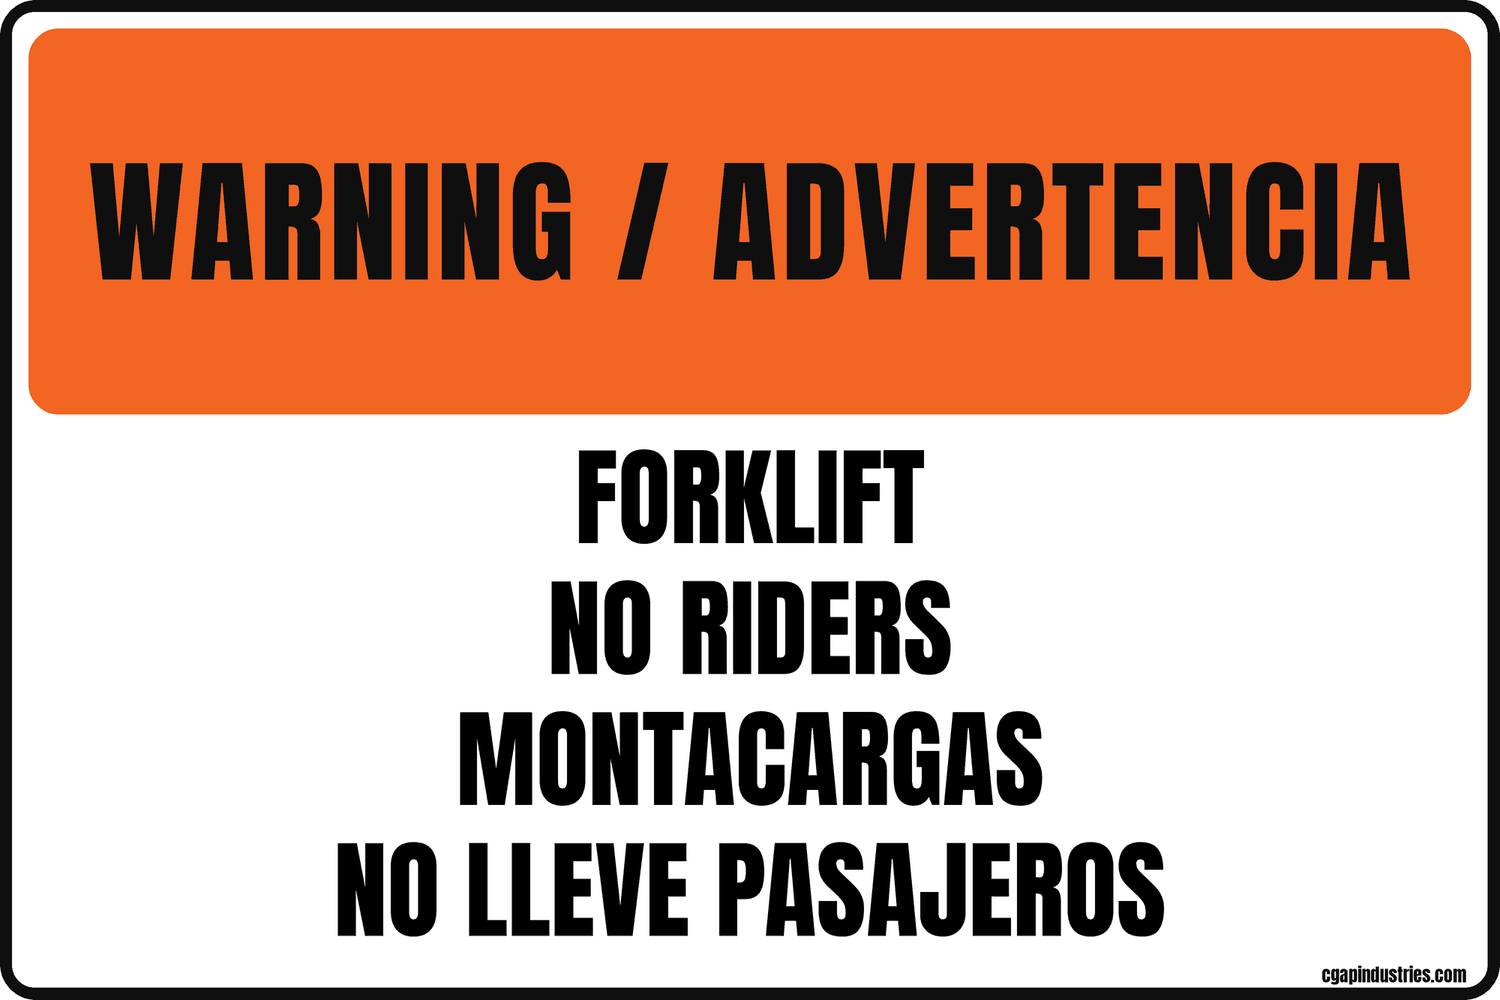 WARNING / ADVERTENCIA
FORKLIFT
NO RIDERS
MONTACARGAS
NO LLEVE PASAJEROS
cgapindustries.com